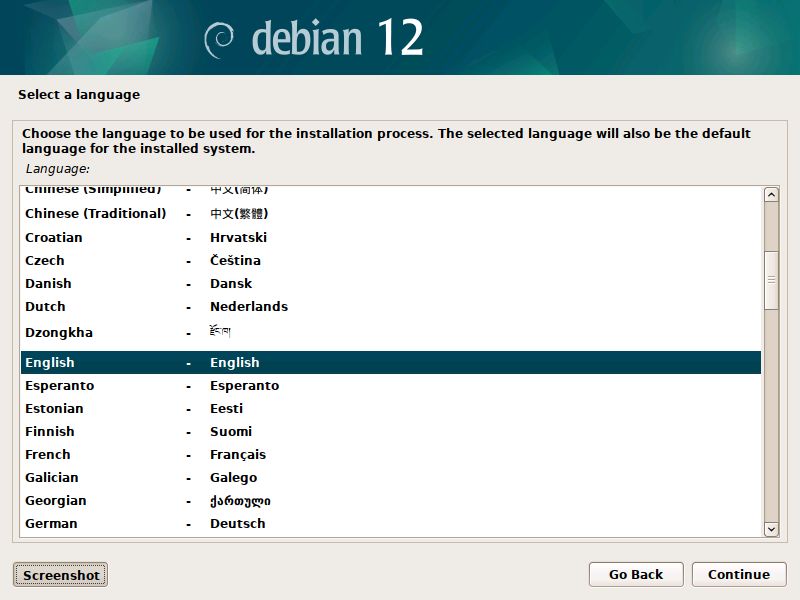 debian 12
Select a language
Choose the language to be used for the installation process. The selected language will also be the default
language for the installed system.
Language:
Chinese (Simplified) - 中文(简体)
Chinese (Traditional) - 中文(繁體)
Croatian - Hrvatski
Czech - Čeština
Danish - Dansk
Dutch - Nederlands
Dzongkha - རྫོང་ཁ།
English - English
Esperanto - Esperanto
Estonian - Eesti
Finnish - Suomi
French - Français
Galician - Galego
Georgian - ქართული
German - Deutsch
Screenshot
Go Back
Continue